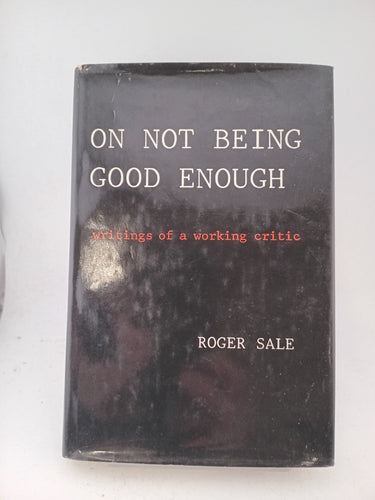 ON NOT BEING
GOOD ENOUGH
writings of a working critic
ROGER SALE